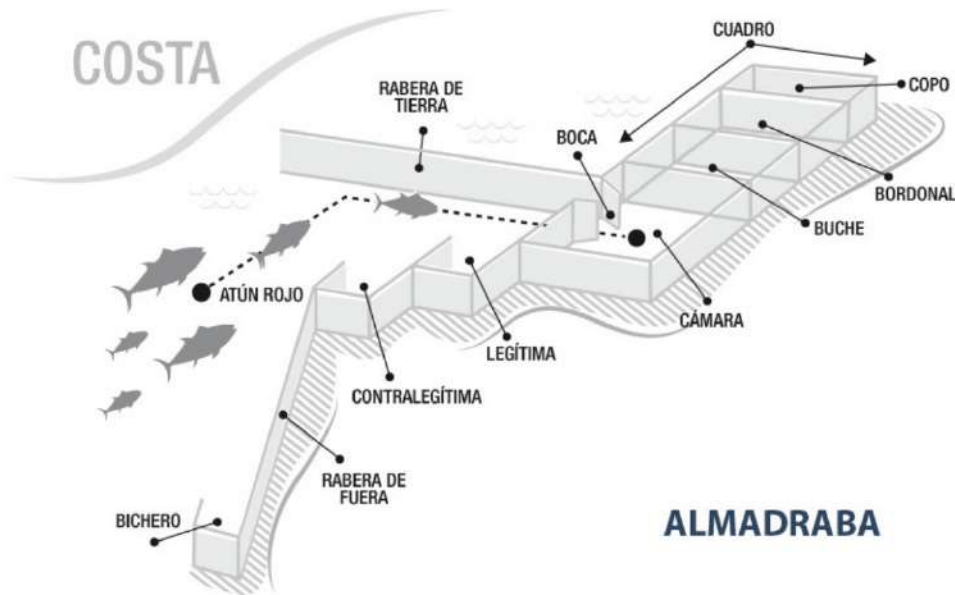 COSTA
CUADRO
RABERA DE
TIERRA
COPO
BOCA
BORDONAL
BUCHE
ATÚN ROJO
CÁMARA
LEGÍTIMA
CONTRALEGÍTIMA
RABERA DE
FUERA
BICHERO
ALMADRABA